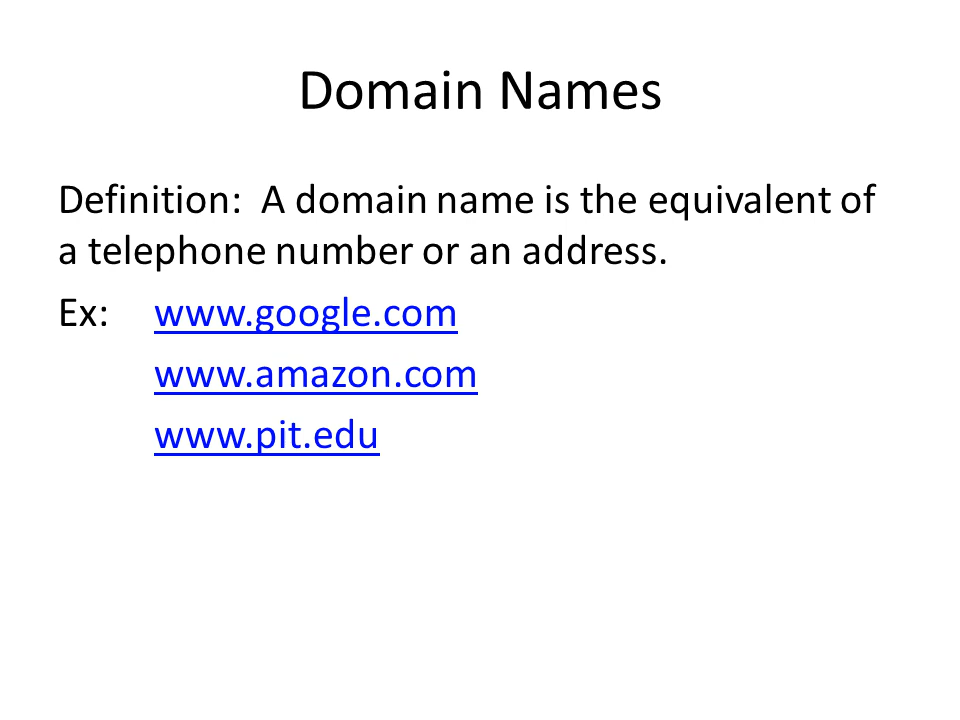 Domain Names
Definition:  A domain name is the equivalent of
a telephone number or an address.
Ex: www.google.com
www.amazon.com
www.pit.edu